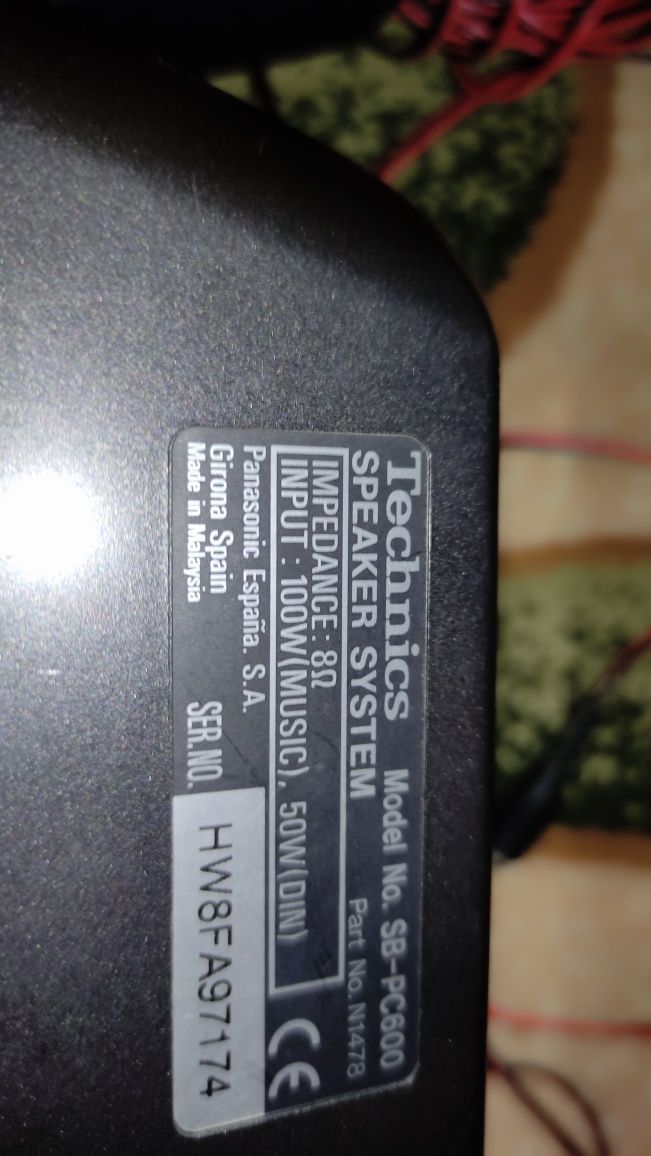 Technics Model No. SB-PC600
SPEAKER SYSTEM Part No. N1478
IMPEDANCE : 8Ω
INPUT : 100W(MUSIC), 50W(DIN)
Panasonic España. S.A.
Girona Spain
Made in Malaysia
SER.NO. HW8FA97174
CE